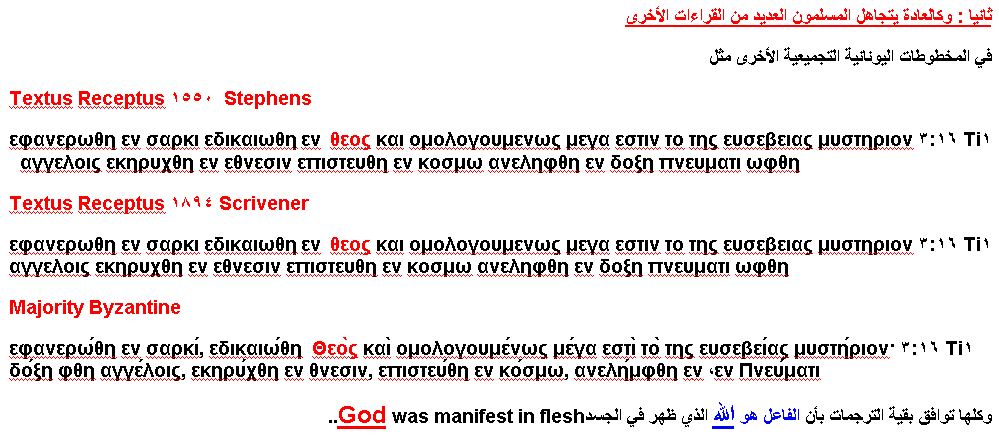 ثانيا : وكالعادة يتجاهل المسلمون العديد من القراءات الأخرى
في المخطوطات اليونانية التجميعية الأخرى مثل
Textus Receptus ١٥٥٠ Stephens
εφανερωθη εν σαρκι εδικαιωθη εν θεος και ομολογουμενως μεγα εστιν το της ευσεβειας μυστηριον ٣:١٦ Ti١
αγγελοις εκηρυχθη εν εθνεσιν επιστευθη εν κοσμω ανεληφθη εν δοξη πνευματι ωφθη
Textus Receptus ١٨٩٤ Scrivener
εφανερωθη εν σαρκι εδικαιωθη εν θεος και ομολογουμενως μεγα εστιν το της ευσεβειας μυστηριον ٣:١٦ Ti١
αγγελοις εκηρυχθη εν εθνεσιν επιστευθη εν κοσμω ανεληφθη εν δοξη πνευματι ωφθη
Majority Byzantine
εφανερώθη εν σαρκί, εδικαιώθη Θεὸς καὶ ομολογουμένως μέγα εστὶ τὸ της ευσεβείας μυστήριον· ٣:١٦ Ti١
δόξη φθη αγγέλοις, εκηρύχθη εν θνεσιν, επιστεύθη εν κόσμω, ανελήμφθη εν ،εν Πνεύματι
وكلها توافق بقية الترجمات بأن الفاعل هو الله الذي ظهر في الجسد God was manifest in flesh..